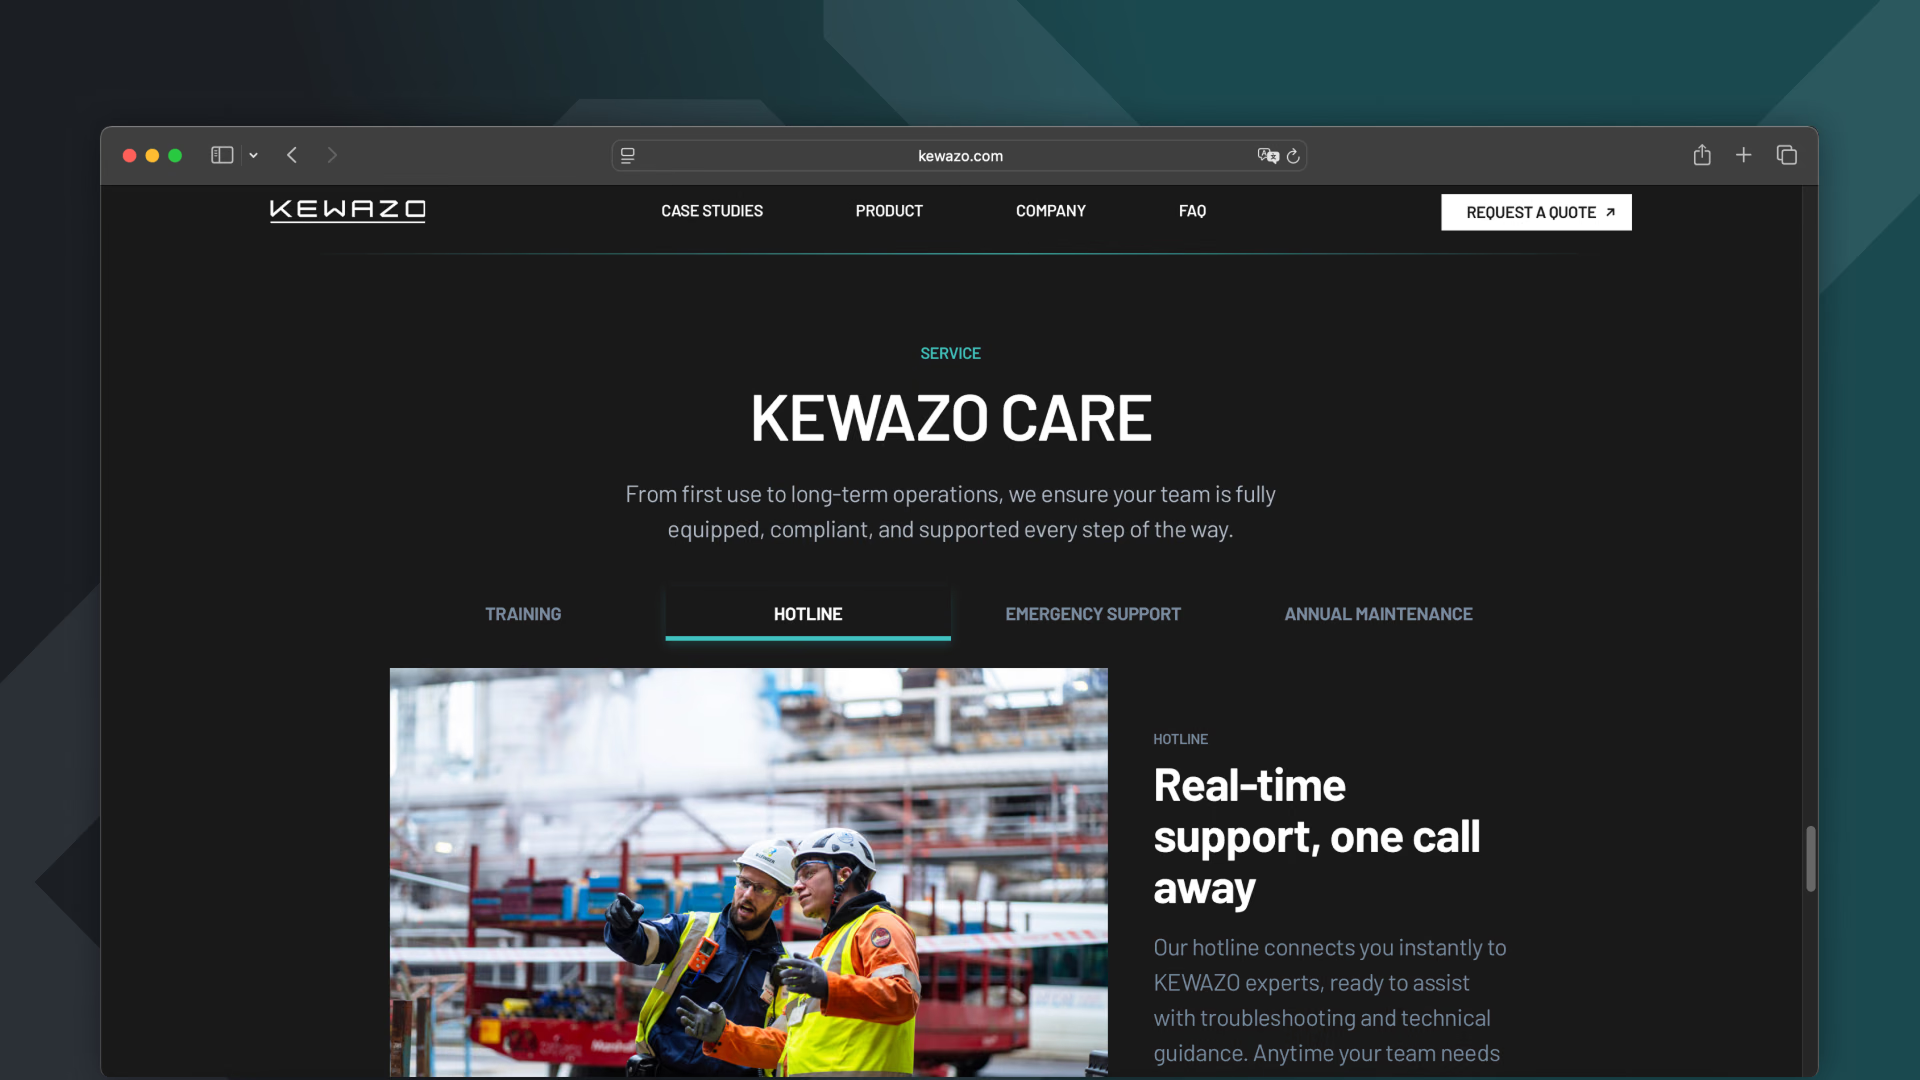 kewazo.com
KEWAZO
CASE STUDIES
PRODUCT
COMPANY
FAQ
REQUEST A QUOTE
SERVICE
KEWAZO CARE
From first use to long-term operations, we ensure your team is fully
equipped, compliant, and supported every step of the way.
TRAINING
HOTLINE
EMERGENCY SUPPORT
ANNUAL MAINTENANCE
HOTLINE
Real-time
support, one call
away
Our hotline connects you instantly to
KEWAZO experts, ready to assist
with troubleshooting and technical
guidance. Anytime your team needs